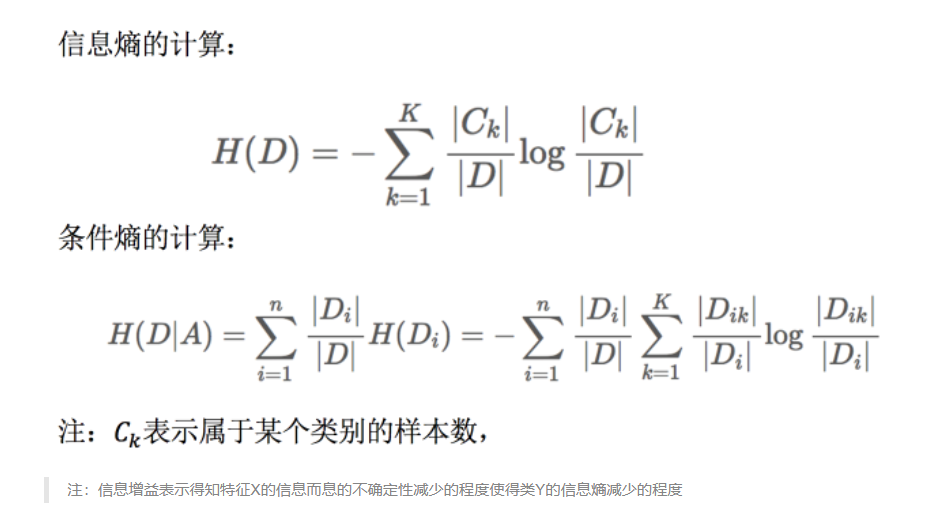 信息熵的计算：
H(D) = -\sum_{k=1}^{K} \frac{|C_k|}{|D|} \log \frac{|C_k|}{|D|}
条件熵的计算：
H(D|A) = \sum_{i=1}^{n} \frac{|D_i|}{|D|} H(D_i) = -\sum_{i=1}^{n} \frac{|D_i|}{|D|} \sum_{k=1}^{K} \frac{|D_{ik}|}{|D_i|} \log \frac{|D_{ik}|}{|D_i|}
注：C_k表示属于某个类别的样本数，
注：信息增益表示得知特征X的信息而息的不确定性减少的程度使得类Y的信息熵减少的程度